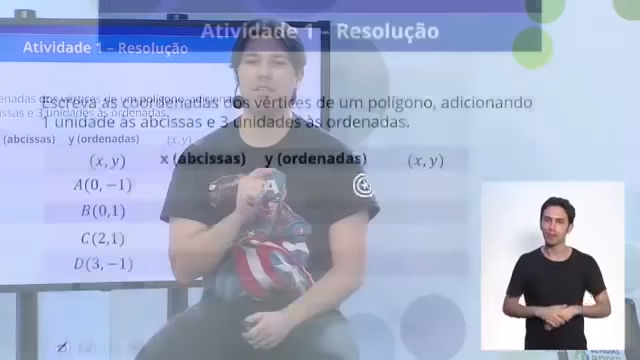 Atividade 1 – Resolução
Atividade 1 – Resolução
Escreva as coordenadas dos vértices de um polígono, adicionando
1 unidade às abcissas e 3 unidades às ordenadas.
(abcissas) y (ordenadas) (x, y)
(x, y) x (abcissas) y (ordenadas) (x, y)
A(0, −1)
B(0,1)
C(2,1)
D(3, −1)